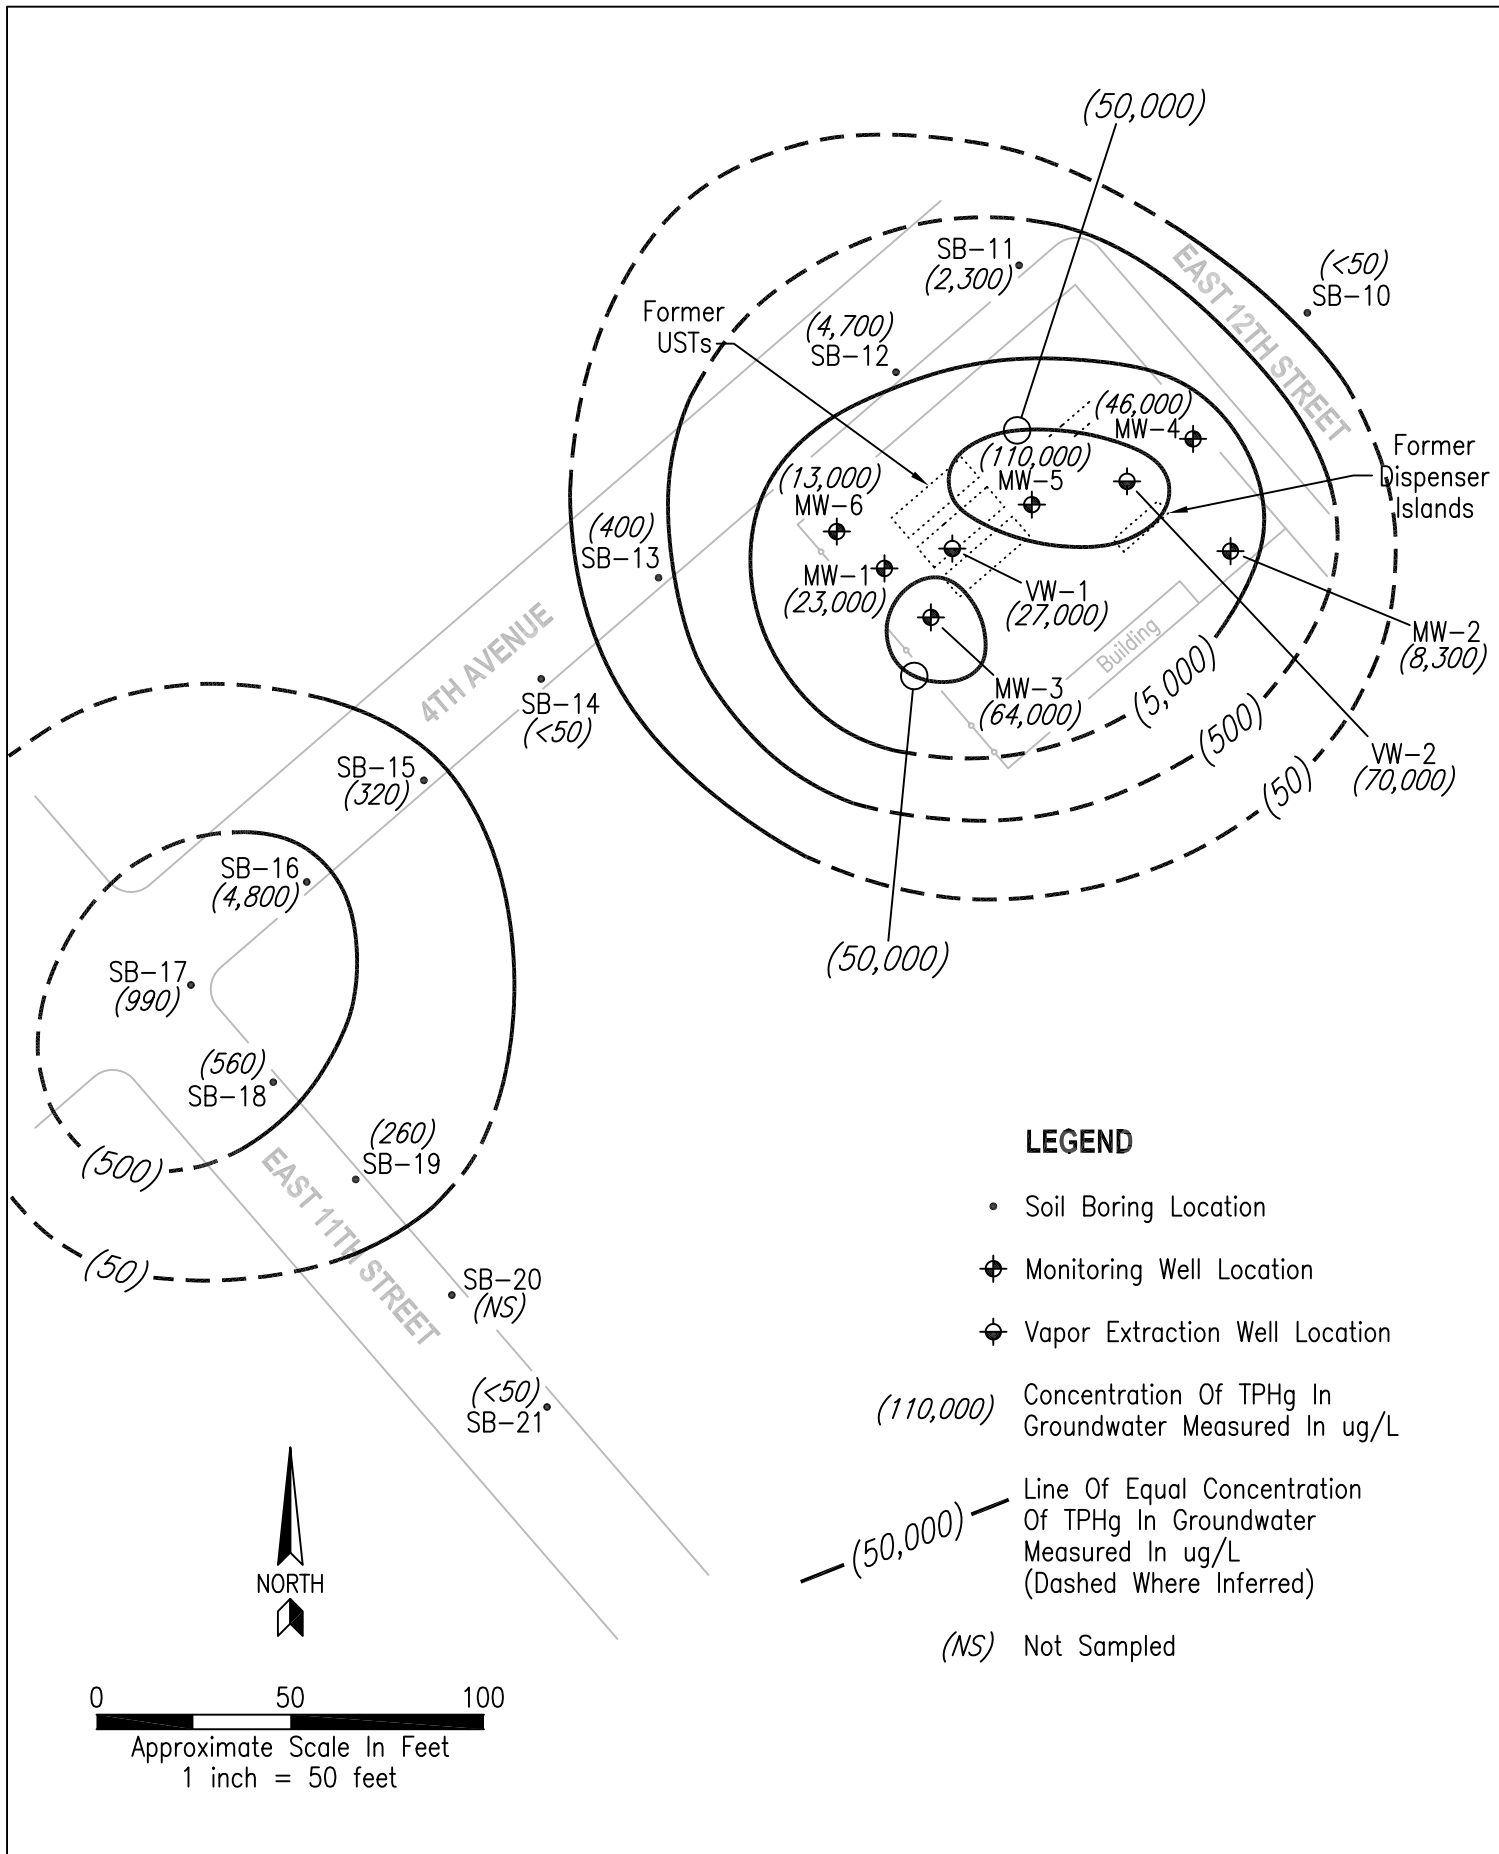 (50,000)
SB-11
(2,300)
EAST 12TH STREET
(<50)
SB-10
Former
USTs
(4,700)
SB-12
(46,000)
MW-4
(110,000)
MW-5
Former
Dispenser
Islands
(13,000)
MW-6
(400)
SB-13
MW-1
(23,000)
VW-1
(27,000)
Building
MW-2
(8,300)
4TH AVENUE
SB-14
(<50)
MW-3
(64,000)
(5,000)
(500)
(50)
VW-2
(70,000)
SB-15
(320)
SB-16
(4,800)
(50,000)
SB-17
(990)
(560)
SB-18
(500)
(260)
SB-19
EAST 11TH STREET
(50)
SB-20
(NS)
(<50)
SB-21
NORTH
0 50 100
Approximate Scale In Feet
1 inch = 50 feet
LEGEND
Soil Boring Location
Monitoring Well Location
Vapor Extraction Well Location
(110,000) Concentration Of TPHg In
Groundwater Measured In ug/L
(50,000) Line Of Equal Concentration
Of TPHg In Groundwater
Measured In ug/L
(Dashed Where Inferred)
(NS) Not Sampled